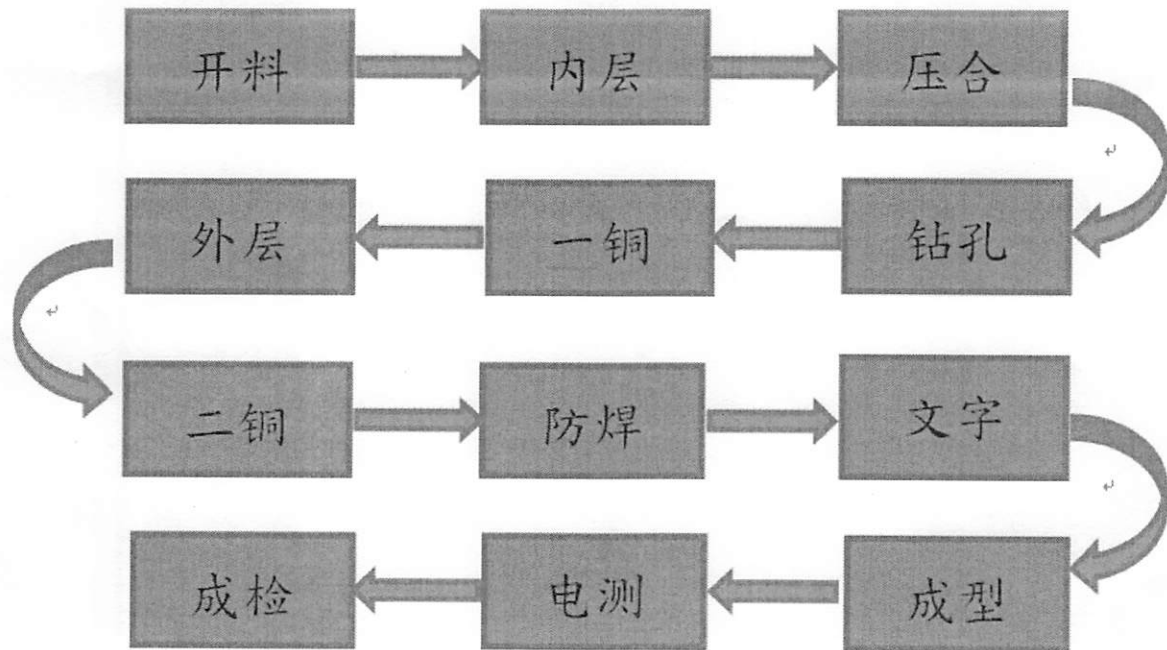 开料 内层 压合
外层 一铜 钻孔
二铜 防焊 文字
成检 电测 成型